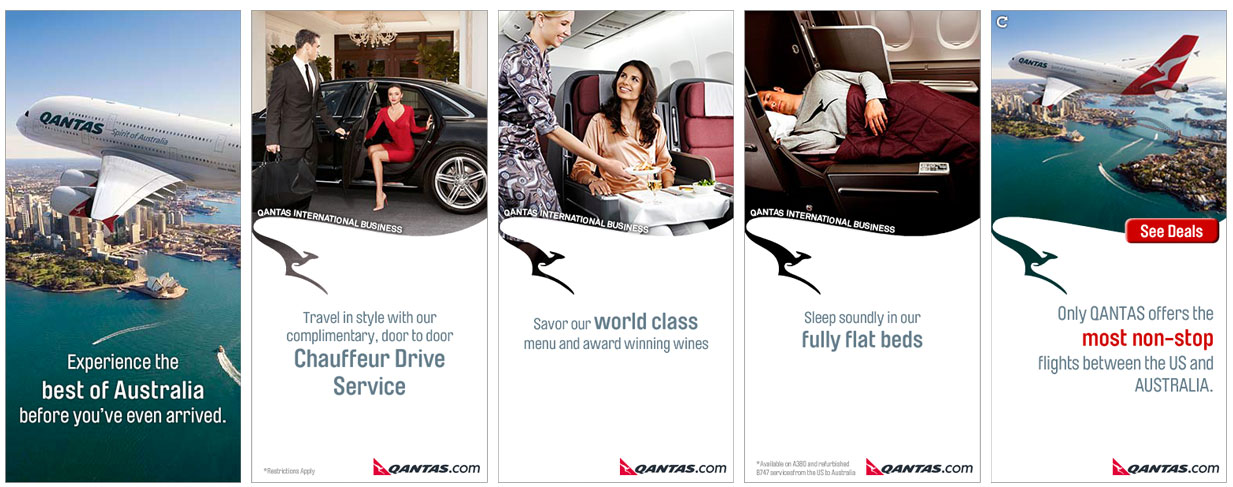 QANTAS
Spirit of Australia
Experience the
best of Australia
before you've even arrived.
QANTAS INTERNATIONAL BUSINESS
Travel in style with our
complimentary, door to door
Chauffeur Drive
Service
*Restrictions Apply
QANTAS.com
QANTAS INTERNATIONAL BUSINESS
Savor our world class
menu and award winning wines
QANTAS.com
QANTAS INTERNATIONAL BUSINESS
Sleep soundly in our
fully flat beds
*Available on A380 and refurbished
B747 services from the US to Australia
QANTAS.com
QANTAS
See Deals
Only QANTAS offers the
most non-stop
flights between the US and
AUSTRALIA.
QANTAS.com